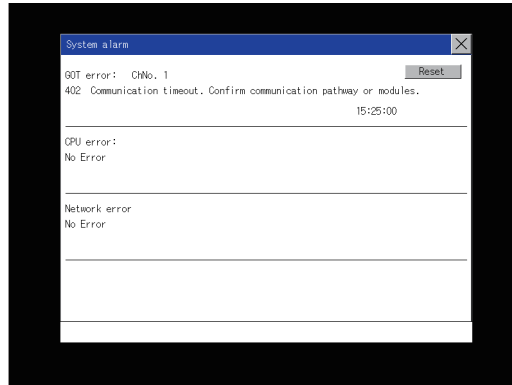 System alarm
GOT error: ChNo. 1
Reset
402 Communication timeout. Confirm communication pathway or modules.
15:25:00
CPU error:
No Error
Network error
No Error